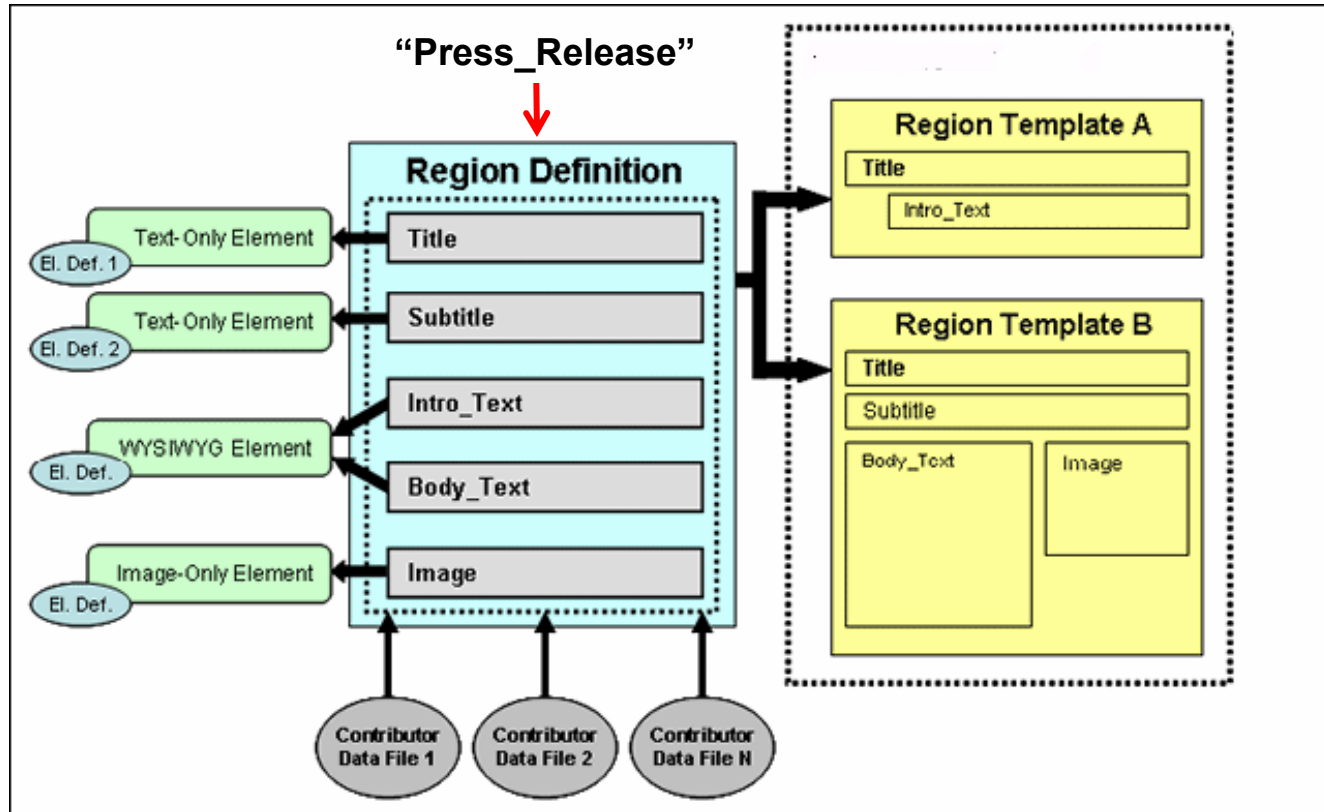 “Press_Release”
Region Definition
Title
Subtitle
Intro_Text
Body_Text
Image
Text-Only Element
El. Def. 1
Text-Only Element
El. Def. 2
WYSIWYG Element
El. Def.
Image-Only Element
El. Def.
Contributor
Data File 1
Contributor
Data File 2
Contributor
Data File N
Region Template A
Title
Intro_Text
Region Template B
Title
Subtitle
Body_Text
Image